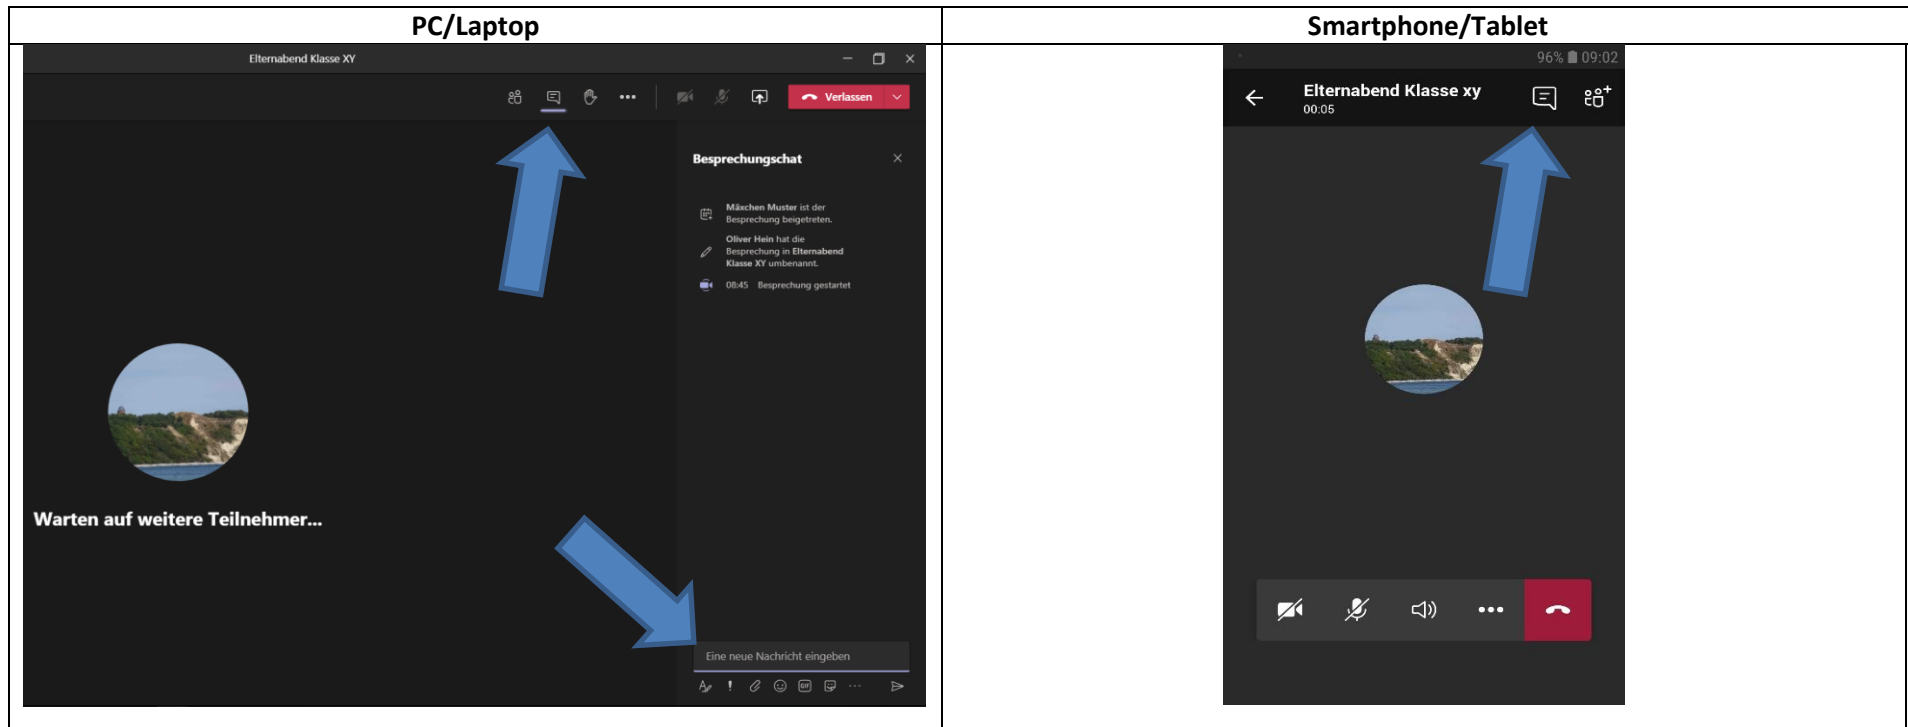 PC/Laptop
Smartphone/Tablet
Elternabend Klasse XY
Verlassen
Besprechungschat
Mäxchen Muster ist der
Besprechung beigetreten.
Oliver Hein hat die
Besprechung in Elternabend
Klasse XY umbenannt.
08:45 Besprechung gestartet
Warten auf weitere Teilnehmer...
Eine neue Nachricht eingeben
GIF
96% 09:02
Elternabend Klasse xy
00:05